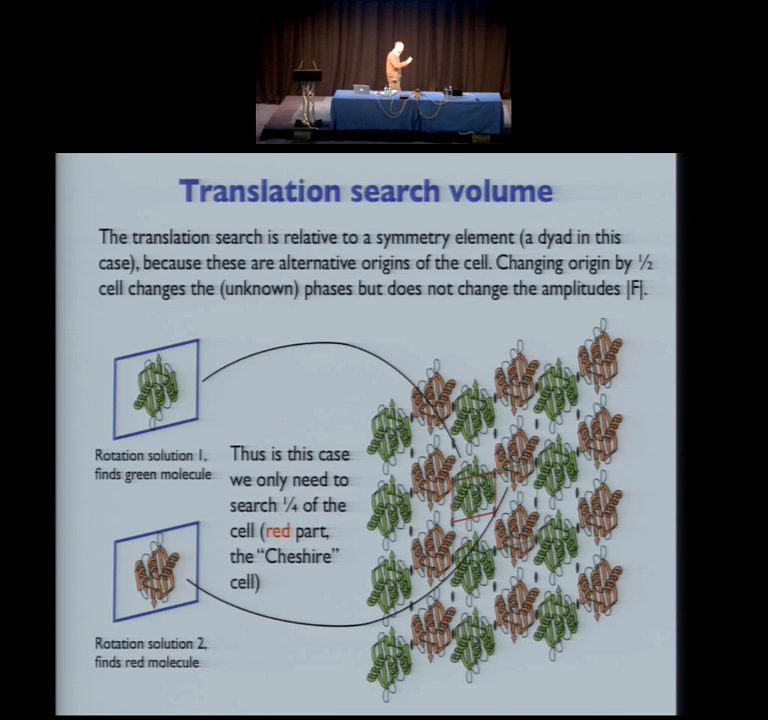 Translation search volume
The translation search is relative to a symmetry element (a dyad in this
case), because these are alternative origins of the cell. Changing origin by ½
cell changes the (unknown) phases but does not change the amplitudes |F|.
Rotation solution 1,
finds green molecule
Thus is this case
we only need to
search ¼ of the
cell (red part,
the "Cheshire"
cell)
Rotation solution 2,
finds red molecule